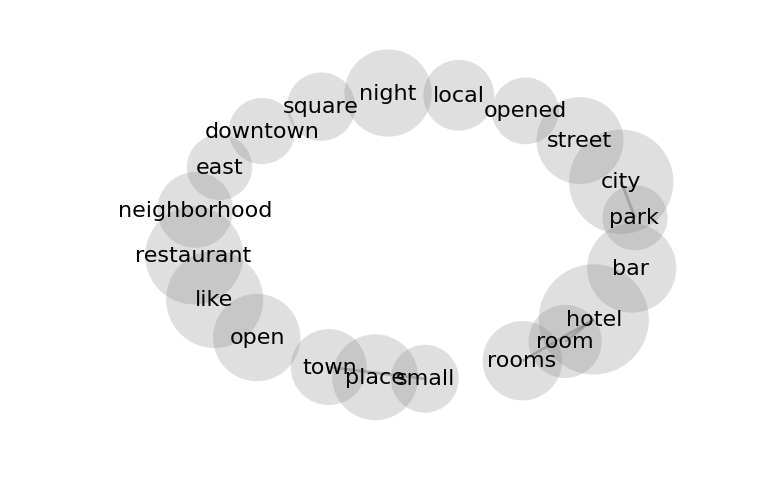 night
local
square
opened
downtown
street
east
city
neighborhood
park
restaurant
bar
like
hotel
open
room
rooms
town
place
small